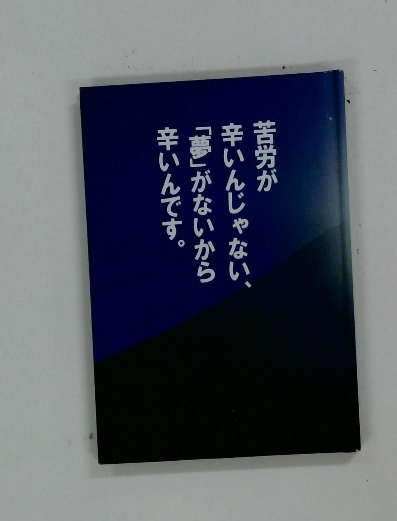 苦労が
辛いんじゃない、
「夢」がないから
辛いんです。